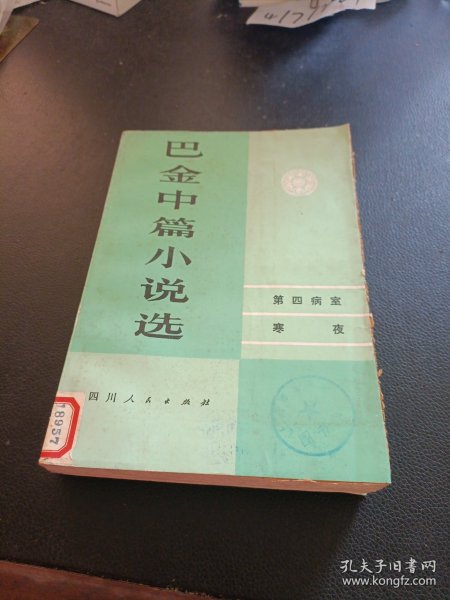 巴金中篇小说选
第四病室
寒夜
四川人民出版社
18957
孔夫子旧书网
www.kongfz.com